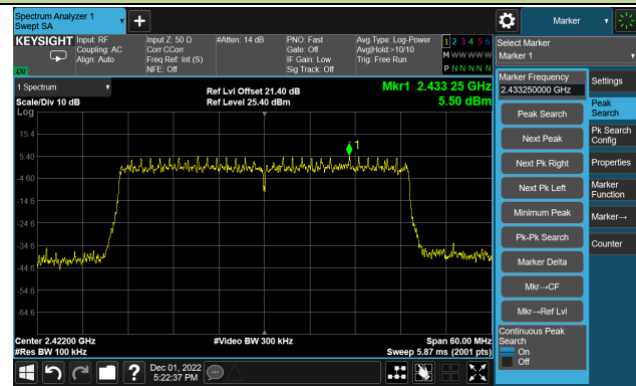 Spectrum Analyzer 1
Swept SA
Marker
KEYSIGHT
Input: RF
Coupling: AC
Align: Auto
Input Z: 50 Ω
Corr CCorr
Freq Ref: Int (S)
NFE: Off
#Atten: 14 dB
PNO: Fast
Gate: Off
IF Gain: Low
Sig Track: Off
Avg Type: Log-Power
Avg|Hold:>10/10
Trig: Free Run
1 2 3 4 5 6
M W W W W W
P N N N N N
LXI
Select Marker
Marker 1
1 Spectrum
Scale/Div 10 dB
Log
Ref Lvl Offset 21.40 dB
Ref Level 25.40 dBm
Mkr1 2.433 25 GHz
5.50 dBm
15.4
5.40
-4.60
-14.6
-24.6
-34.6
-44.6
-54.6
-64.6
1
Center 2.42200 GHz
#Res BW 100 kHz
#Video BW 300 kHz
Span 60.00 MHz
Sweep 5.87 ms (2001 pts)
Marker Frequency
2.433250000 GHz
Peak Search
Next Peak
Next Pk Right
Next Pk Left
Minimum Peak
Pk-Pk Search
Marker Delta
Mkr→CF
Mkr→Ref Lvl
Continuous Peak
Search
On
Off
Settings
Peak
Search
Pk Search
Config
Properties
Marker
Function
Marker→
Counter
?
Dec 01, 2022
5:22:37 PM